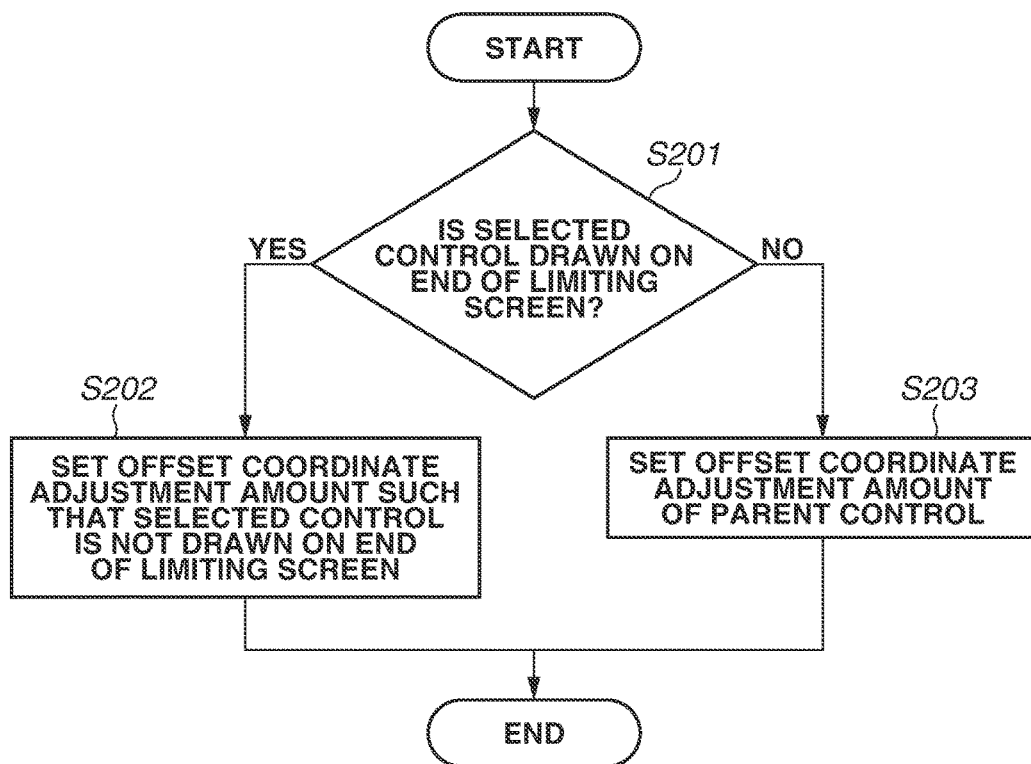 START
S201
IS SELECTED
CONTROL DRAWN ON
END OF LIMITING
SCREEN?
YES
NO
S202
SET OFFSET COORDINATE
ADJUSTMENT AMOUNT SUCH
THAT SELECTED CONTROL
IS NOT DRAWN ON END
OF LIMITING SCREEN
S203
SET OFFSET COORDINATE
ADJUSTMENT AMOUNT
OF PARENT CONTROL
END